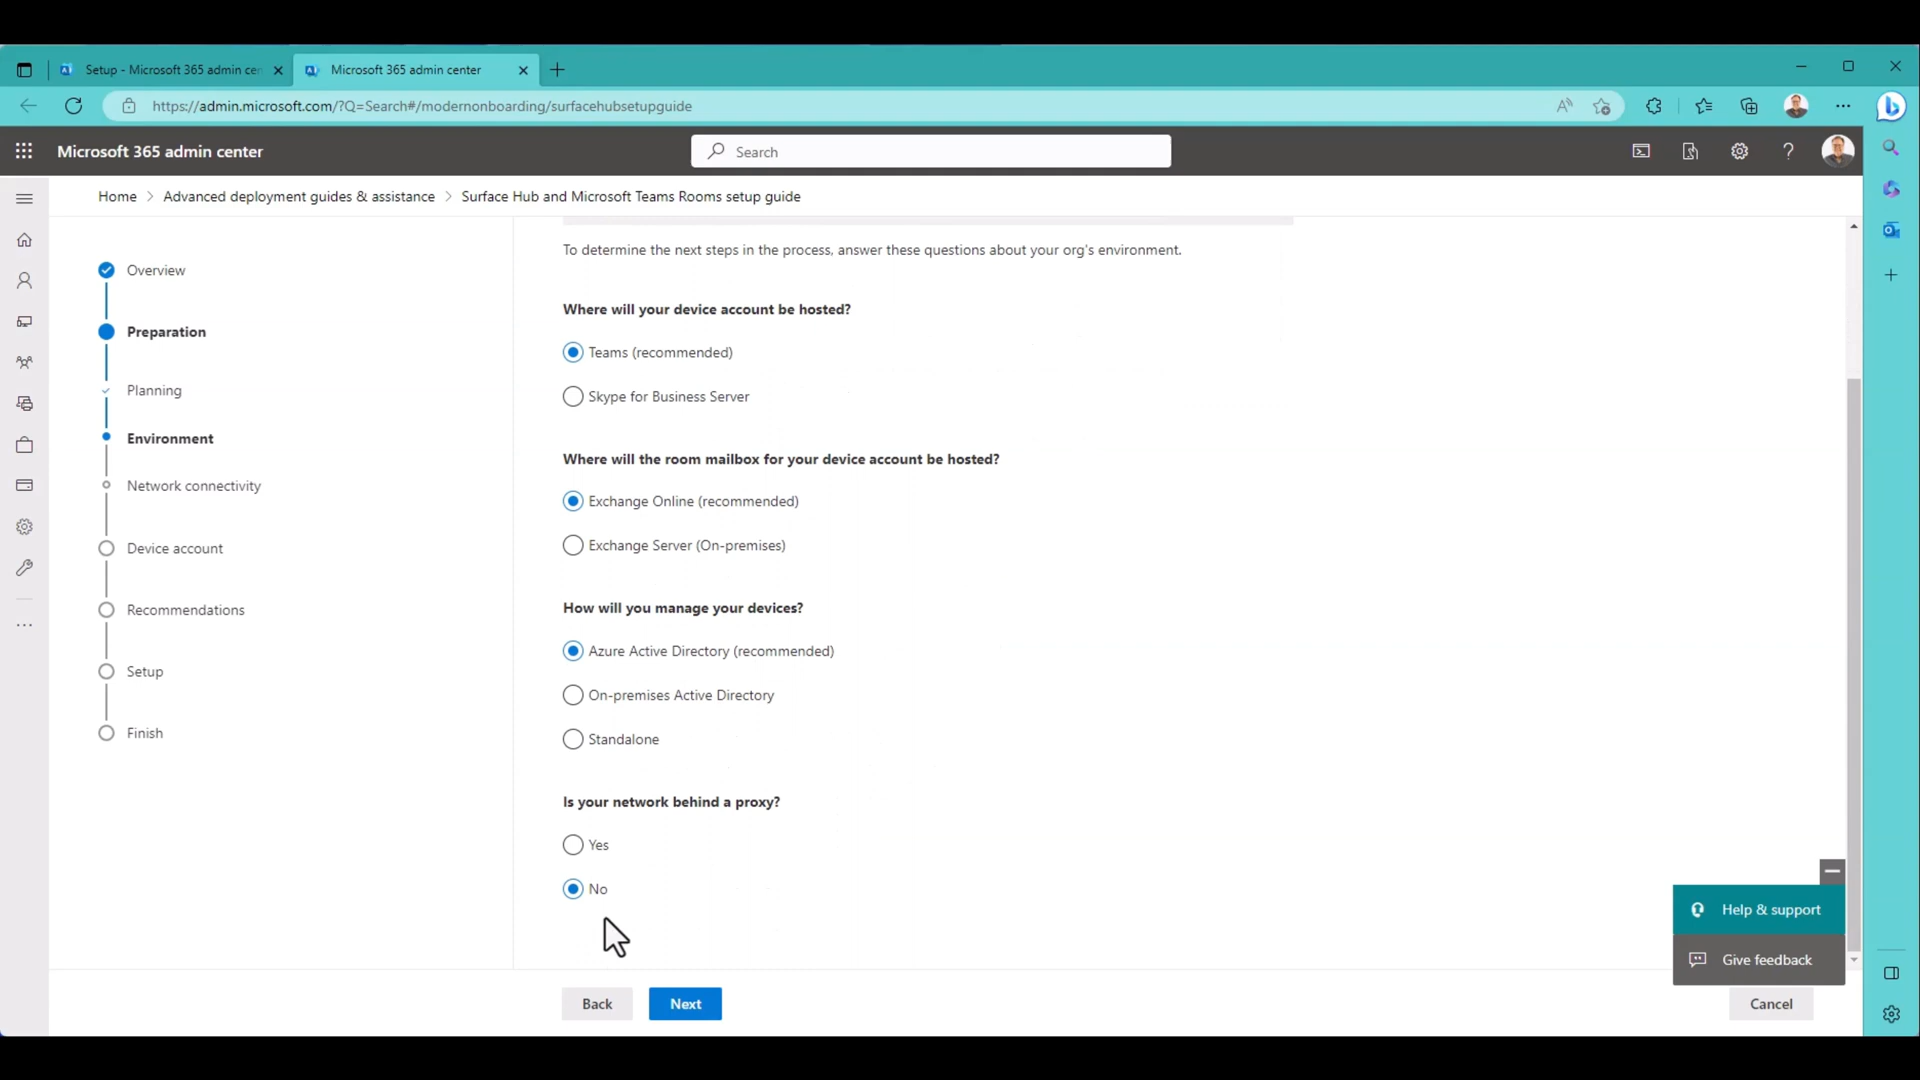 Setup - Microsoft 365 admin cen
Microsoft 365 admin center
https://admin.microsoft.com/?Q=Search#/modernonboarding/surfacehubsetupguide
Microsoft 365 admin center
Search
Home > Advanced deployment guides & assistance > Surface Hub and Microsoft Teams Rooms setup guide
Overview
Preparation
Planning
Environment
Network connectivity
Device account
Recommendations
Setup
Finish
To determine the next steps in the process, answer these questions about your org's environment.
Where will your device account be hosted?
Teams (recommended)
Skype for Business Server
Where will the room mailbox for your device account be hosted?
Exchange Online (recommended)
Exchange Server (On-premises)
How will you manage your devices?
Azure Active Directory (recommended)
On-premises Active Directory
Standalone
Is your network behind a proxy?
Yes
No
Help & support
Give feedback
Back
Next
Cancel